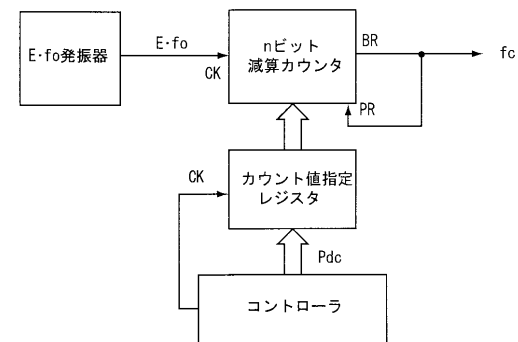 E·fo発振器
E·fo
CK
nビット
減算カウンタ
BR
fc
PR
CK
カウント値指定
レジスタ
Pdc
コントローラ